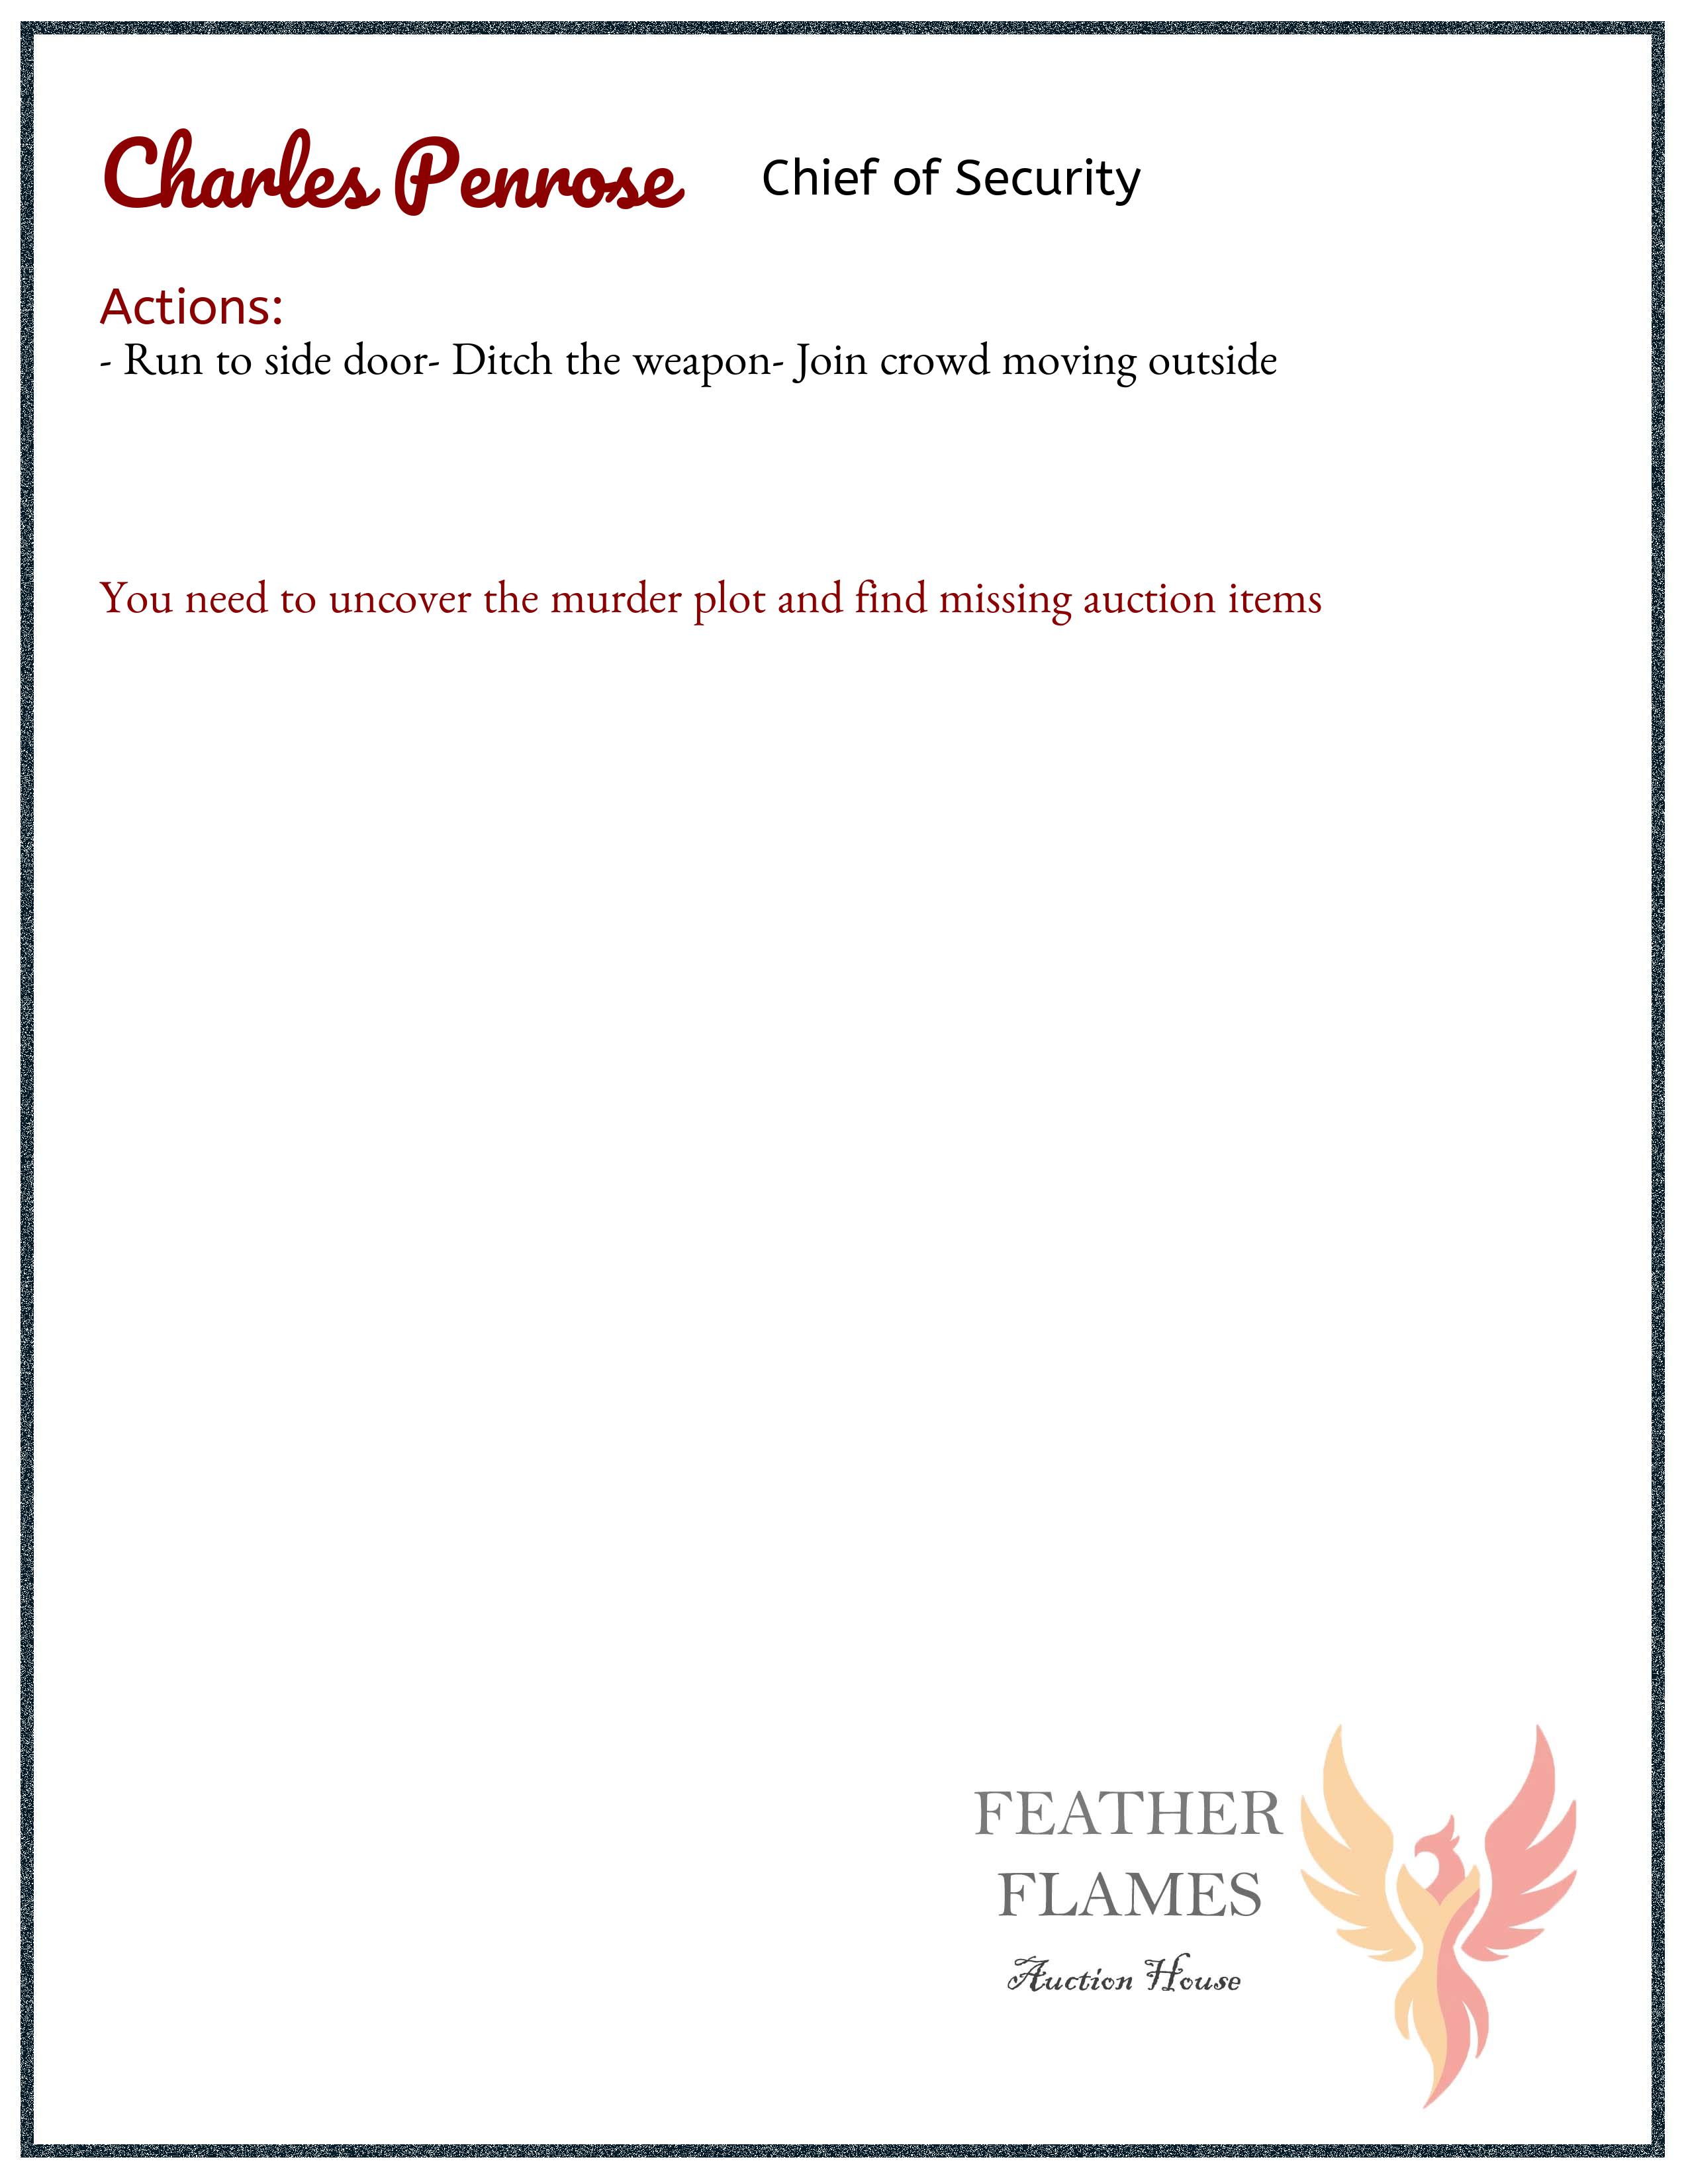 Charles Penrose Chief of Security
Actions:
- Run to side door- Ditch the weapon- Join crowd moving outside
You need to uncover the murder plot and find missing auction items
FEATHER
FLAMES
Auction House